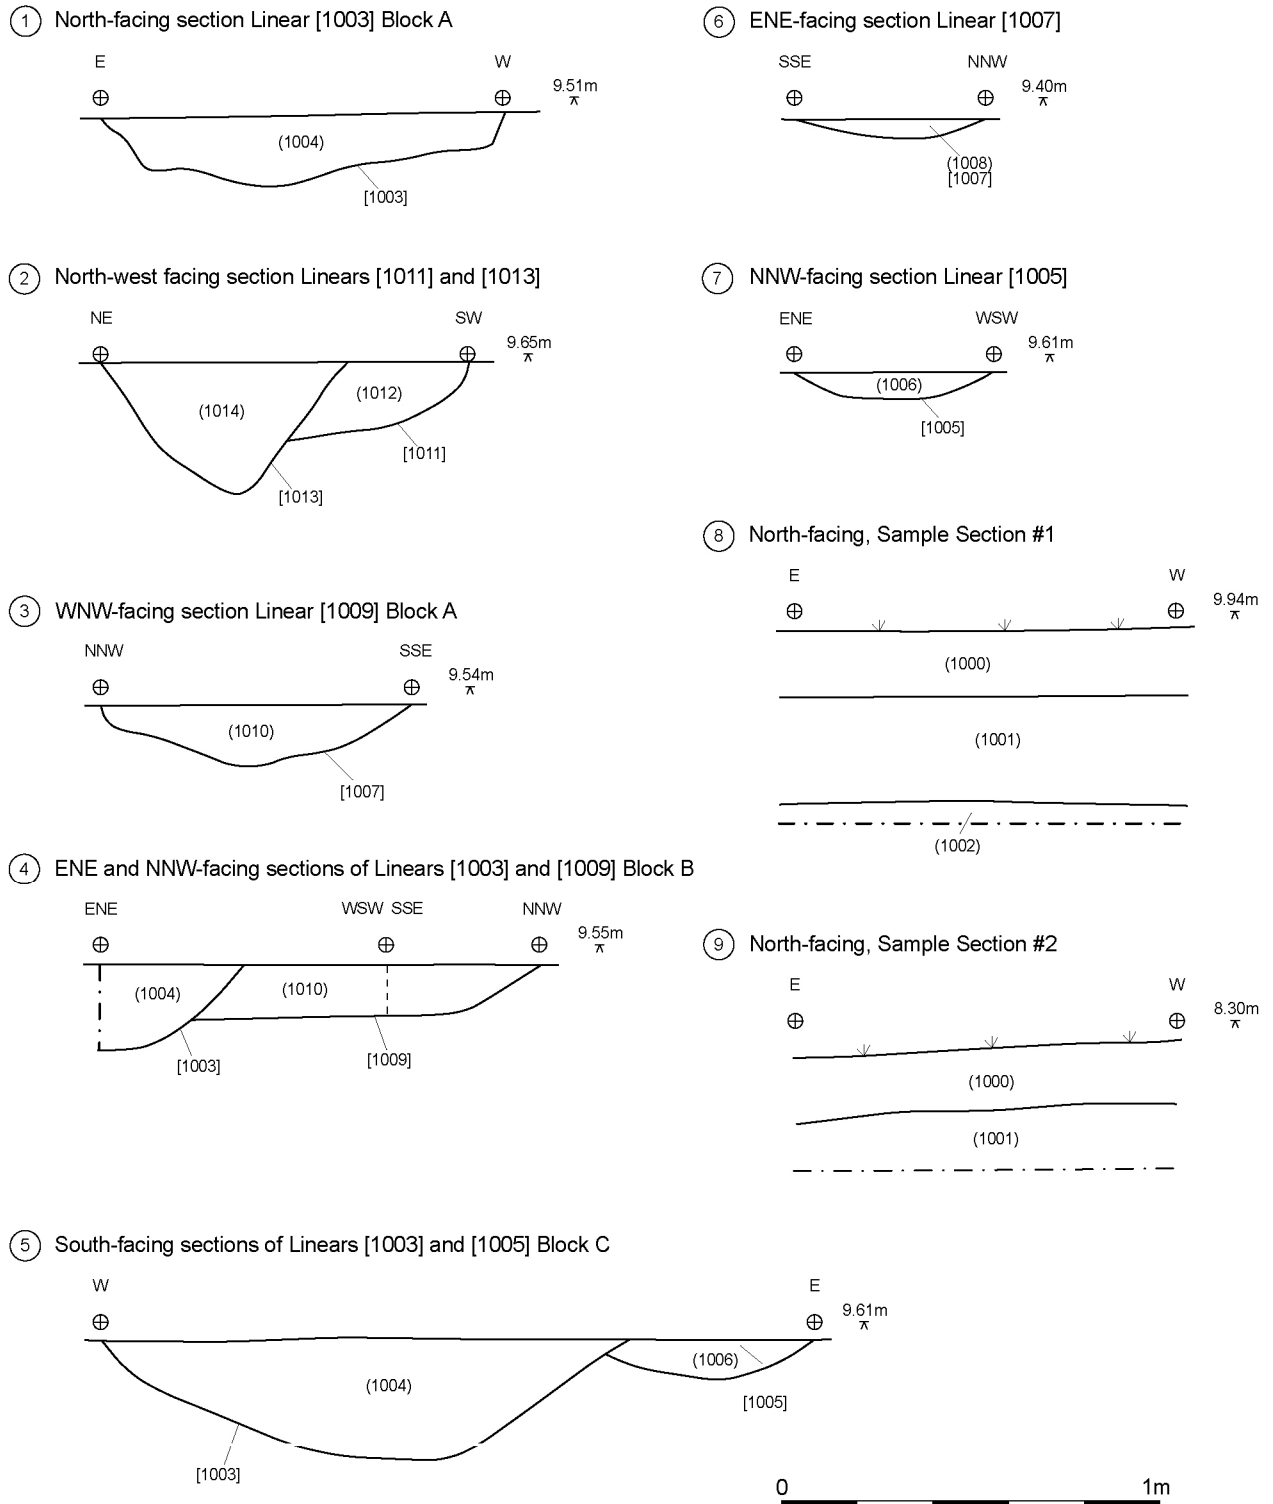 1 North-facing section Linear [1003] Block A
E W
9.51m
(1004)
[1003]
2 North-west facing section Linears [1011] and [1013]
NE SW
9.65m
(1014)
(1012)
[1011]
[1013]
3 WNW-facing section Linear [1009] Block A
NNW SSE
9.54m
(1010)
[1007]
4 ENE and NNW-facing sections of Linears [1003] and [1009] Block B
ENE WSW SSE NNW
9.55m
(1004)
(1010)
[1003]
[1009]
5 South-facing sections of Linears [1003] and [1005] Block C
W E
9.61m
(1004)
(1006)
[1005]
[1003]
6 ENE-facing section Linear [1007]
SSE NNW
9.40m
(1008)
[1007]
7 NNW-facing section Linear [1005]
ENE WSW
9.61m
(1006)
[1005]
8 North-facing, Sample Section #1
E W
9.94m
(1000)
(1001)
(1002)
9 North-facing, Sample Section #2
E W
8.30m
(1000)
(1001)
0 1m